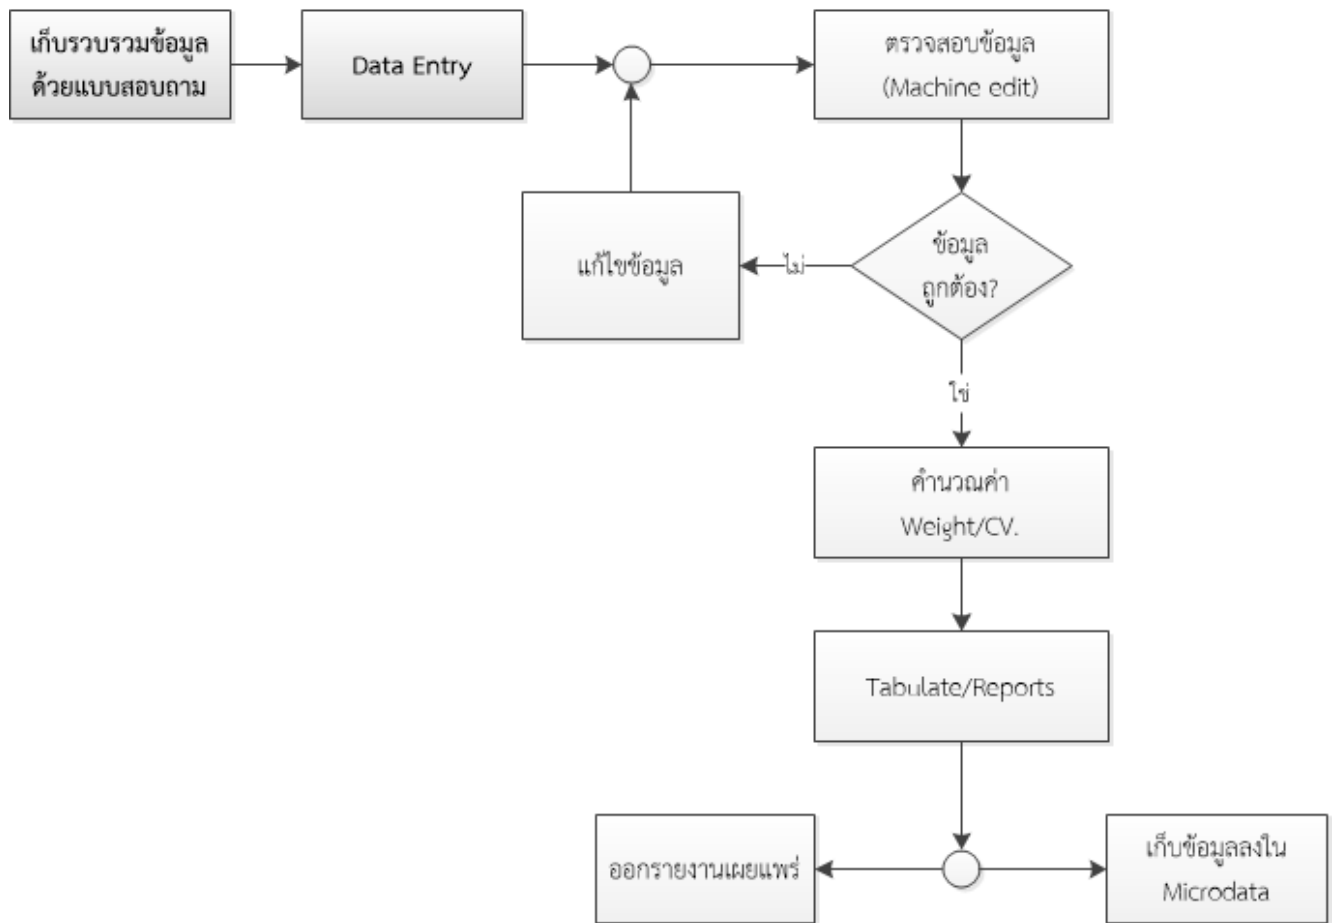 เก็บรวบรวมข้อมูล
ด้วยแบบสอบถาม
Data Entry
ตรวจสอบข้อมูล
(Machine edit)
แก้ไขข้อมูล
ไม่
ข้อมูล
ถูกต้อง?
ใช่
คำนวณค่า
Weight/CV.
Tabulate/Reports
ออกรายงานเผยแพร่
เก็บข้อมูลลงใน
Microdata